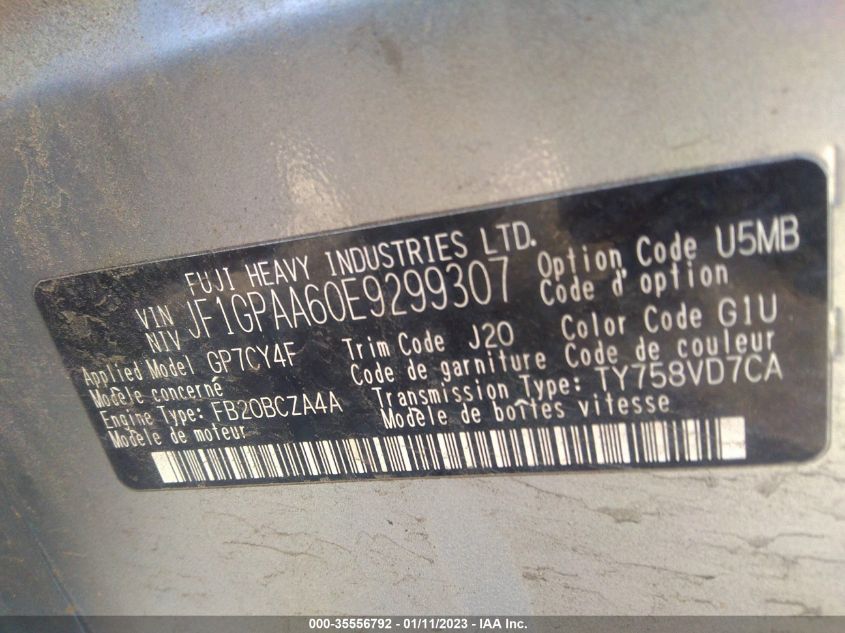 FUJI HEAVY INDUSTRIES LTD.
VIN
NIV
JF1GPAA60E9299307
Option Code U5MB
Code d'option
Applied Model GP7CY4F
Modèle concerné
Trim Code J20
Code de garniture
Color Code G1U
Code de couleur
Engine Type: FB20BCZA4A
Modèle de moteur
Transmission Type: TY758VD7CA
Modèle de boîtes vitesse
000-35556792 - 01/11/2023 - IAA Inc.